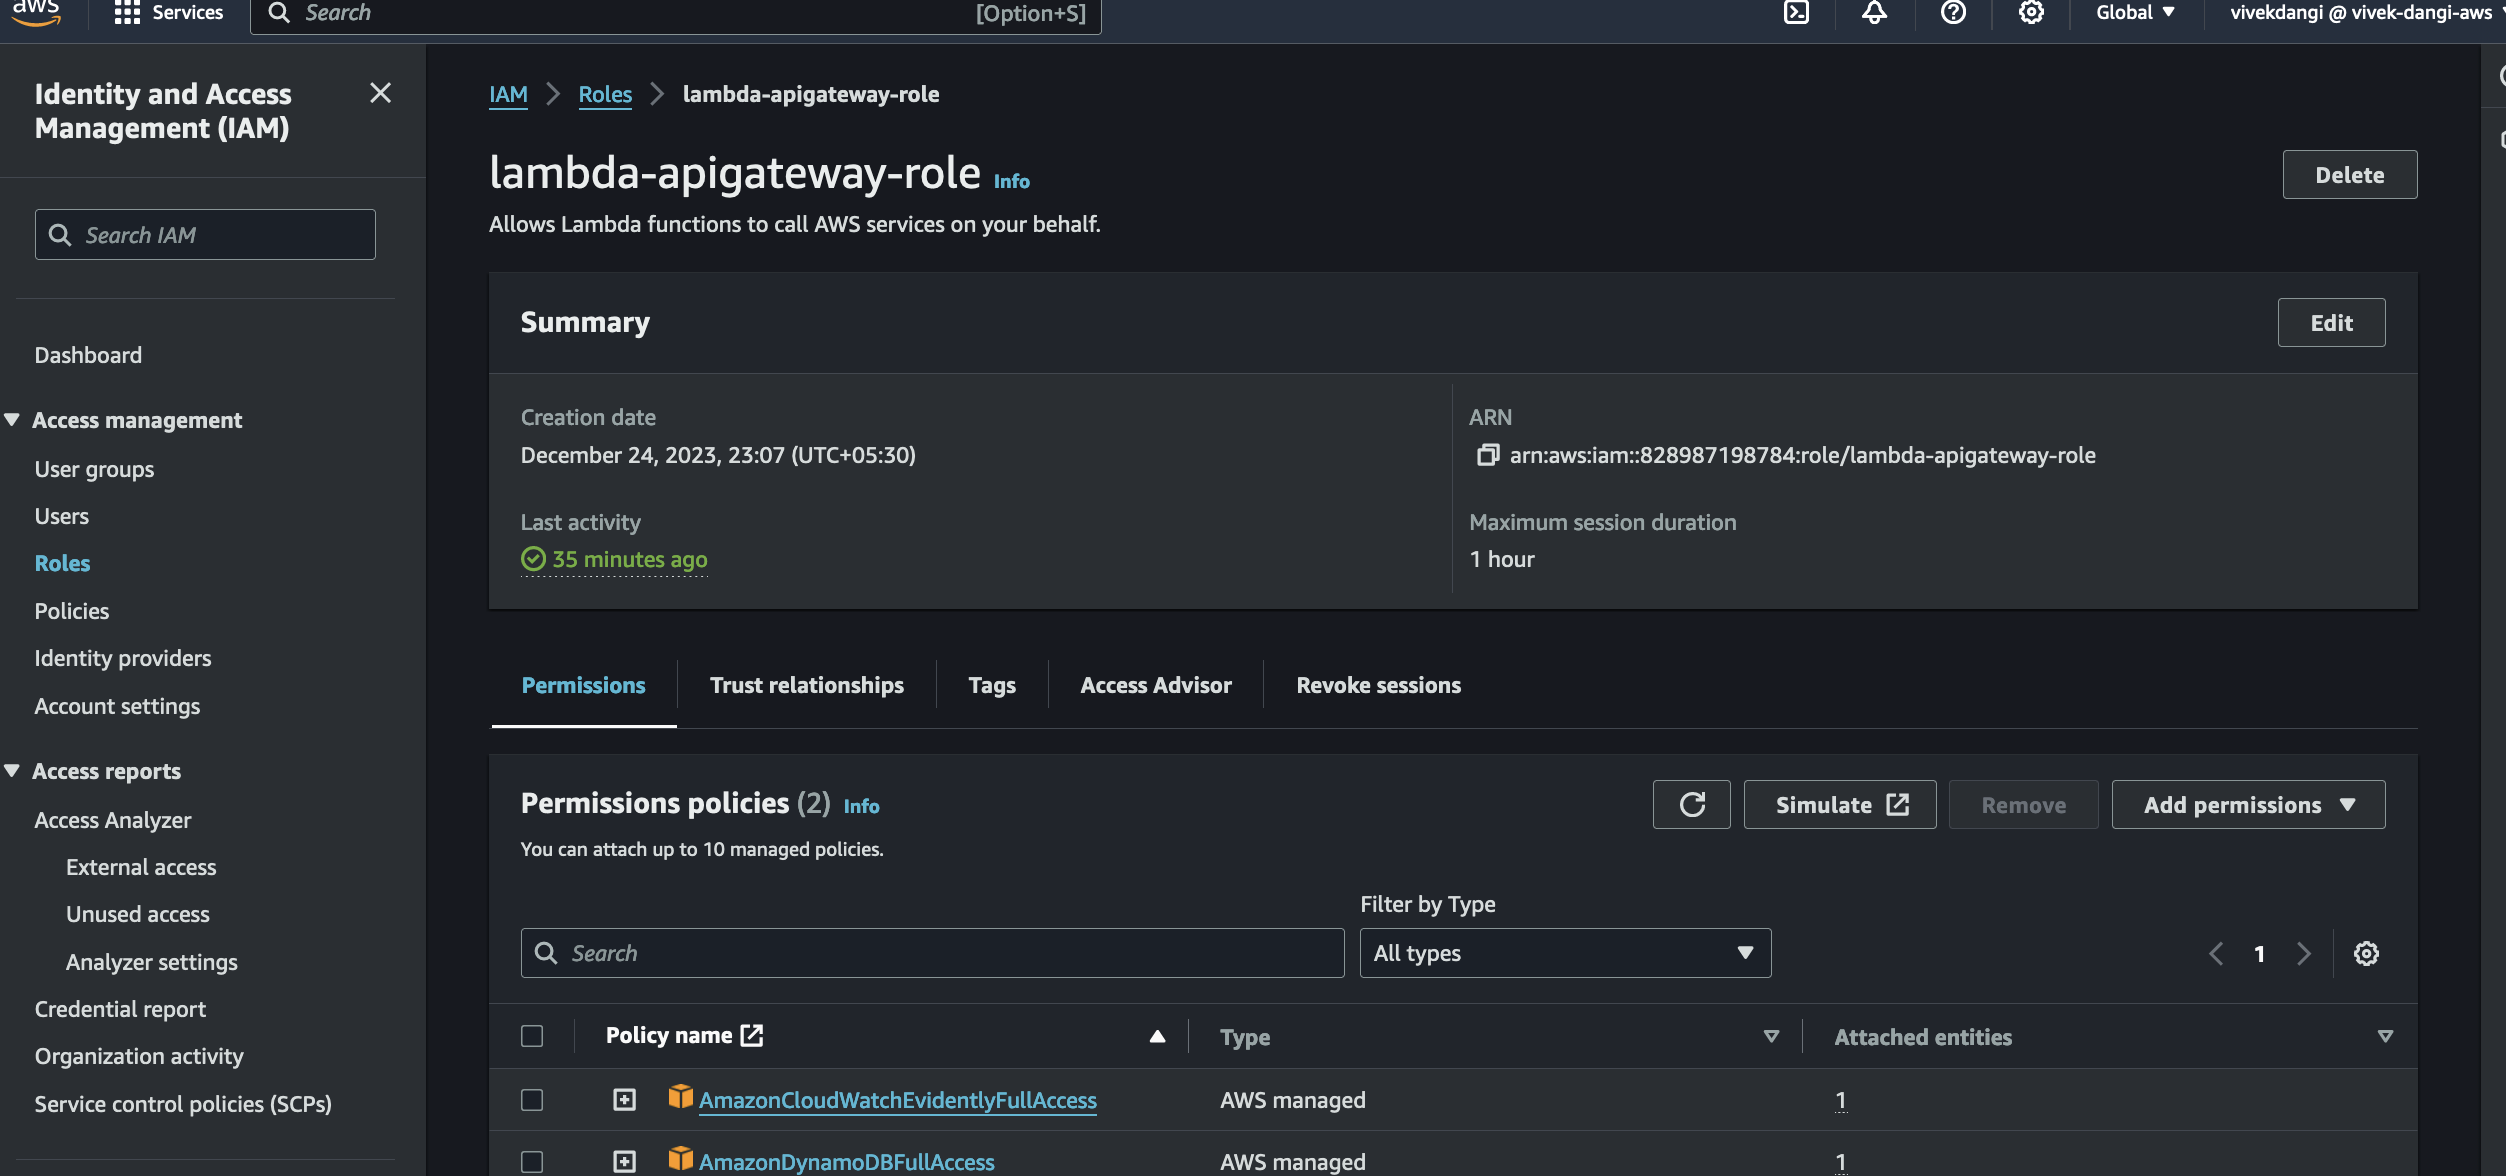 aws
Services
Search
[Option+S]
Global
vivekdangi @ vivek-dangi-aws
Identity and Access
Management (IAM)
Search IAM
Dashboard
Access management
User groups
Users
Roles
Policies
Identity providers
Account settings
Access reports
Access Analyzer
External access
Unused access
Analyzer settings
Credential report
Organization activity
Service control policies (SCPs)
IAM
Roles
lambda-apigateway-role
lambda-apigateway-role Info
Delete
Allows Lambda functions to call AWS services on your behalf.
Summary
Edit
Creation date
December 24, 2023, 23:07 (UTC+05:30)
ARN
arn:aws:iam::828987198784:role/lambda-apigateway-role
Last activity
35 minutes ago
Maximum session duration
1 hour
Permissions
Trust relationships
Tags
Access Advisor
Revoke sessions
Permissions policies (2) Info
Simulate
Remove
Add permissions
You can attach up to 10 managed policies.
Filter by Type
Search
All types
1
Policy name
Type
Attached entities
AmazonCloudWatchEvidentlyFullAccess
AWS managed
1
AmazonDynamoDBFullAccess
AWS managed
1